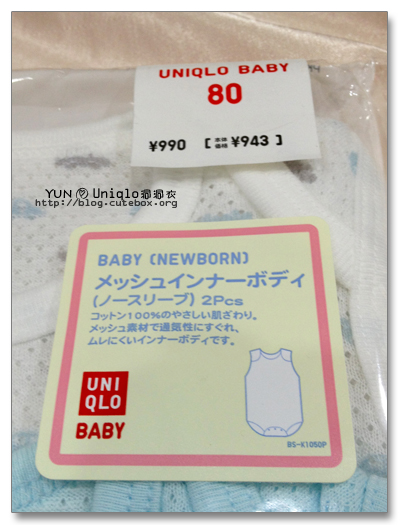 UNIQLO BABY
80
¥990 [本体価格 ¥943]
YUN♡Uniqlo
http://blog.cutebox.org
BABY (NEWBORN)
メッシュインナーボディ
(ノースリーブ) 2Pcs
コットン100%のやさしい肌ざわり。
メッシュ素材で通気性にすぐれ、
ムレにくいインナーボディです。
UNI
QLO
BABY
BS-K1050P